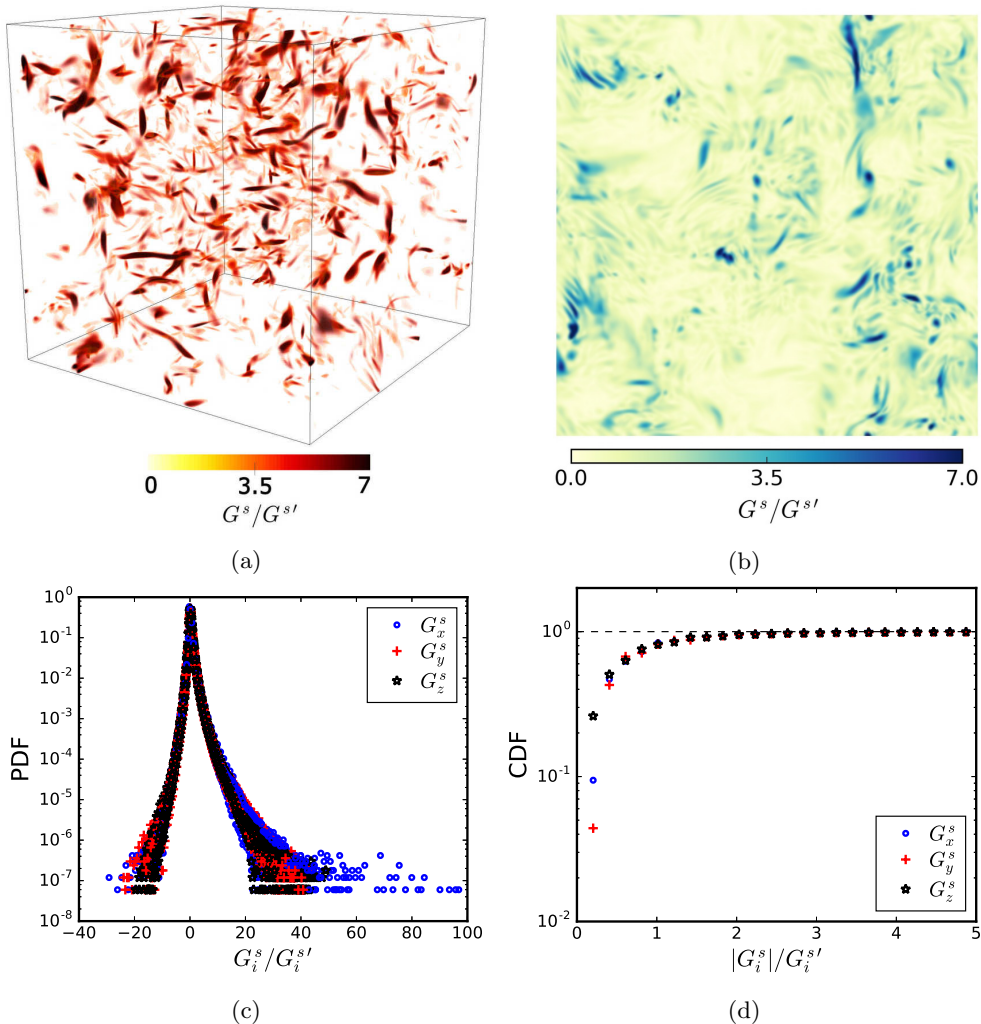 0 3.5 7
G^s/G^s′
(a)
0.0 3.5 7.0
G^s/G^s′
(b)
10^0
10^-1
10^-2
10^-3
10^-4
10^-5
10^-6
10^-7
10^-8
PDF
G^s_x
G^s_y
G^s_z
−40 −20 0 20 40 60 80 100
G^s_i/G^s′_i
(c)
10^0
10^-1
10^-2
CDF
G^s_x
G^s_y
G^s_z
0 1 2 3 4 5
|G^s_i|/G^s′_i
(d)